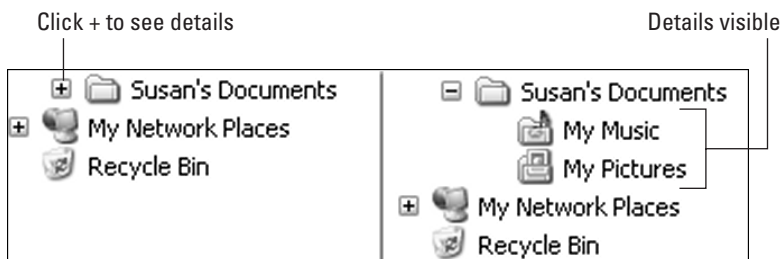 Click + to see details
Details visible
Susan's Documents
My Network Places
Recycle Bin
Susan's Documents
My Music
My Pictures
My Network Places
Recycle Bin